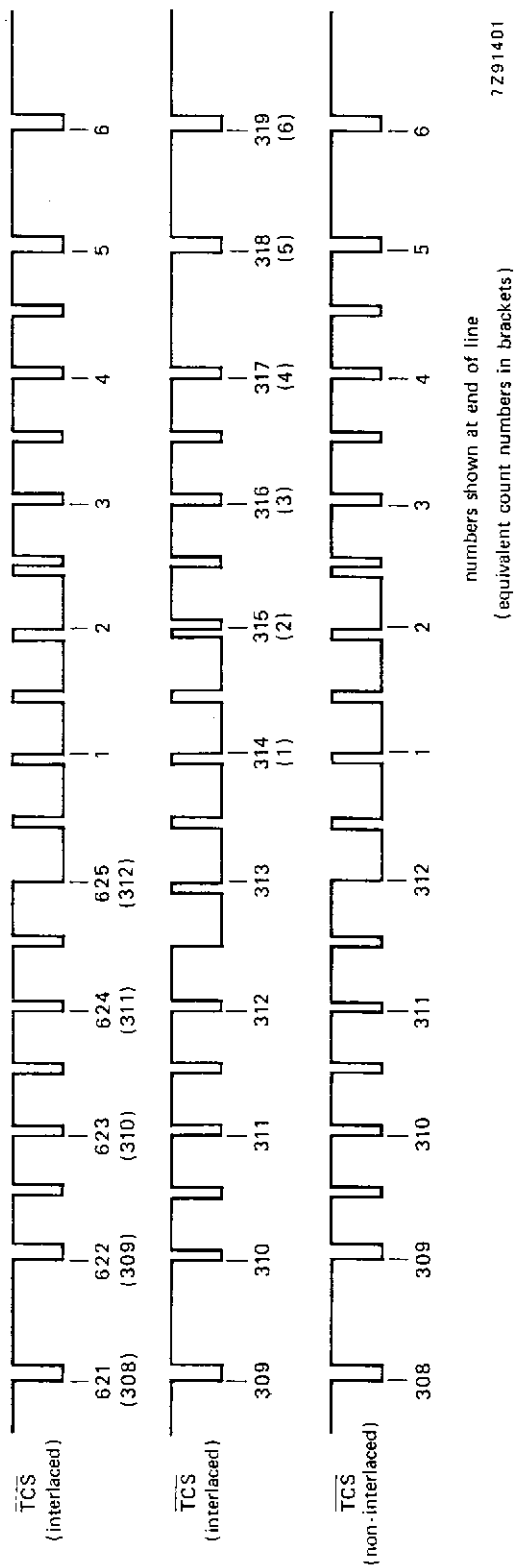 TCS
(interlaced)
621 622 623 624 625 1 2 3 4 5 6
(308) (309) (310) (311) (312)
TCS
(interlaced)
309 310 311 312 313 314 315 316 317 318 319
(1) (2) (3) (4) (5) (6)
TCS
(non-interlaced)
308 309 310 311 312 1 2 3 4 5 6
numbers shown at end of line
(equivalent count numbers in brackets)
7Z91401